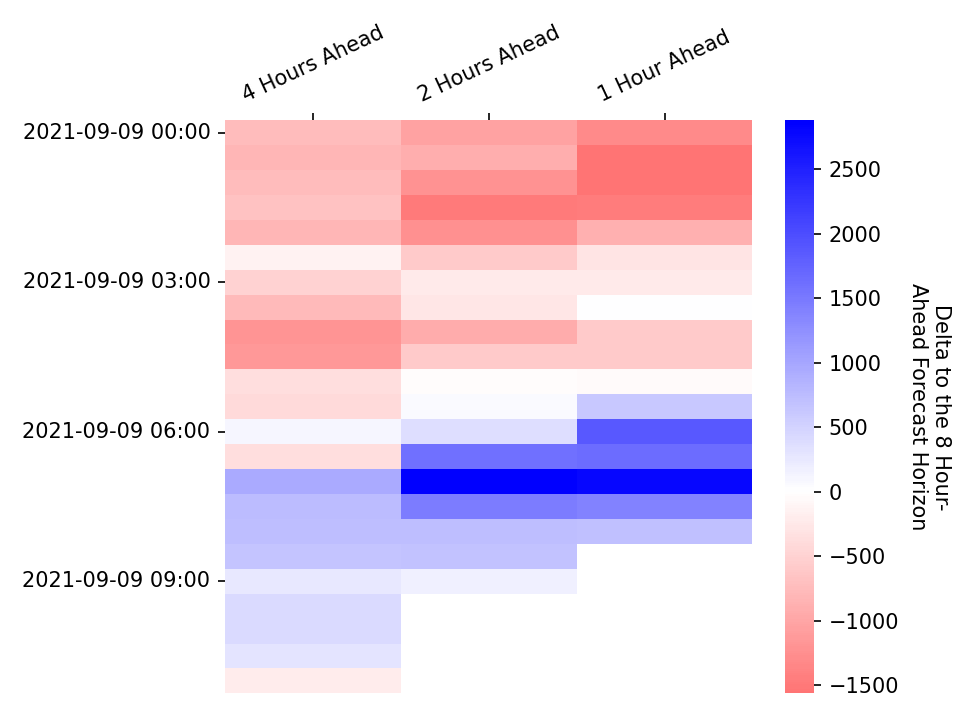 4 Hours Ahead
2 Hours Ahead
1 Hour Ahead
2021-09-09 00:00
2021-09-09 03:00
2021-09-09 06:00
2021-09-09 09:00
2500
2000
1500
1000
500
0
−500
−1000
−1500
Delta to the 8 Hour-
Ahead Forecast Horizon